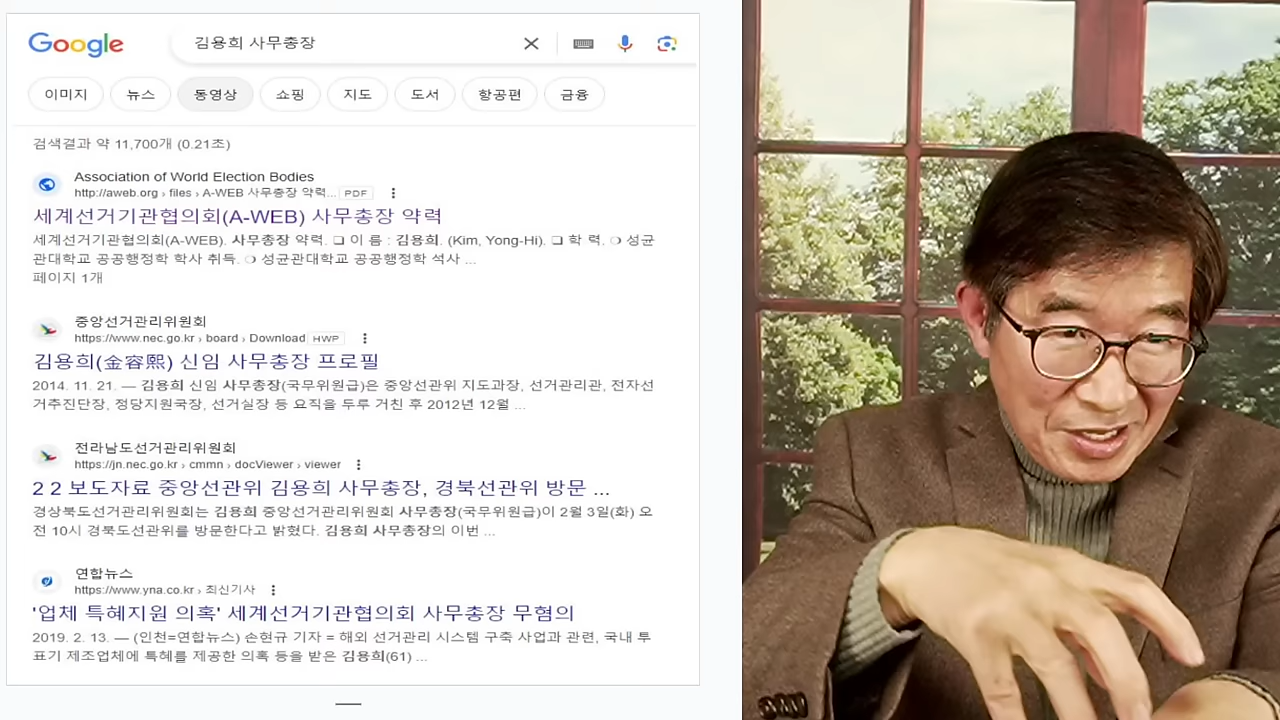 Google
김용희 사무총장
이미지 뉴스 동영상 쇼핑 지도 도서 항공편 금융
검색결과 약 11,700개 (0.21초)
Association of World Election Bodies
http://aweb.org › files › A-WEB 사무총장 약력... PDF
세계선거기관협의회(A-WEB) 사무총장 약력
세계선거기관협의회(A-WEB). 사무총장 약력. ❏ 이 름 : 김용희. (Kim, Yong-Hi). ❏ 학 력. ❍ 성균
관대학교 공공행정학 학사 취득. ❍ 성균관대학교 공공행정학 석사 ...
페이지 1개
중앙선거관리위원회
https://www.nec.go.kr › board › Download HWP
김용희(金容熙) 신임 사무총장 프로필
2014. 11. 21. — 김용희 신임 사무총장(국무위원급)은 중앙선관위 지도과장, 선거관리관, 전자선
거추진단장, 정당지원국장, 선거실장 등 요직을 두루 거친 후 2012년 12월 ...
전라남도선거관리위원회
https://jn.nec.go.kr › cmmn › docViewer › viewer
2 2 보도자료 중앙선관위 김용희 사무총장, 경북선관위 방문 ...
경상북도선거관리위원회는 김용희 중앙선거관리위원회 사무총장(국무위원급)이 2월 3일(화) 오
전 10시 경북도선관위를 방문한다고 밝혔다. 김용희 사무총장의 이번 ...
연합뉴스
https://www.yna.co.kr › 최신기사
'업체 특혜지원 의혹' 세계선거기관협의회 사무총장 무혐의
2019. 2. 13. — (인천=연합뉴스) 손현규 기자 = 해외 선거관리 시스템 구축 사업과 관련, 국내 투
표기 제조업체에 특혜를 제공한 의혹 등을 받은 김용희(61) ...